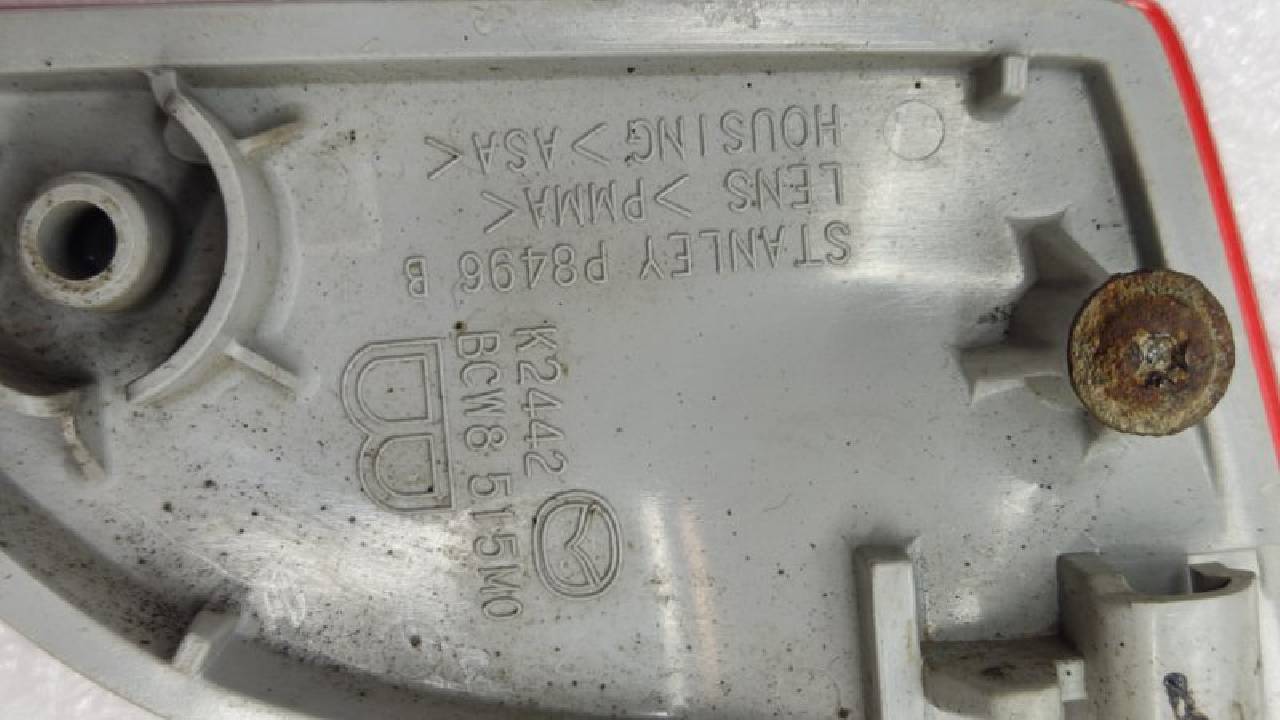 STANLEY P8496 B
LENS >PMMA<
HOUSING >ASA<
K2442
BCW8 515M0